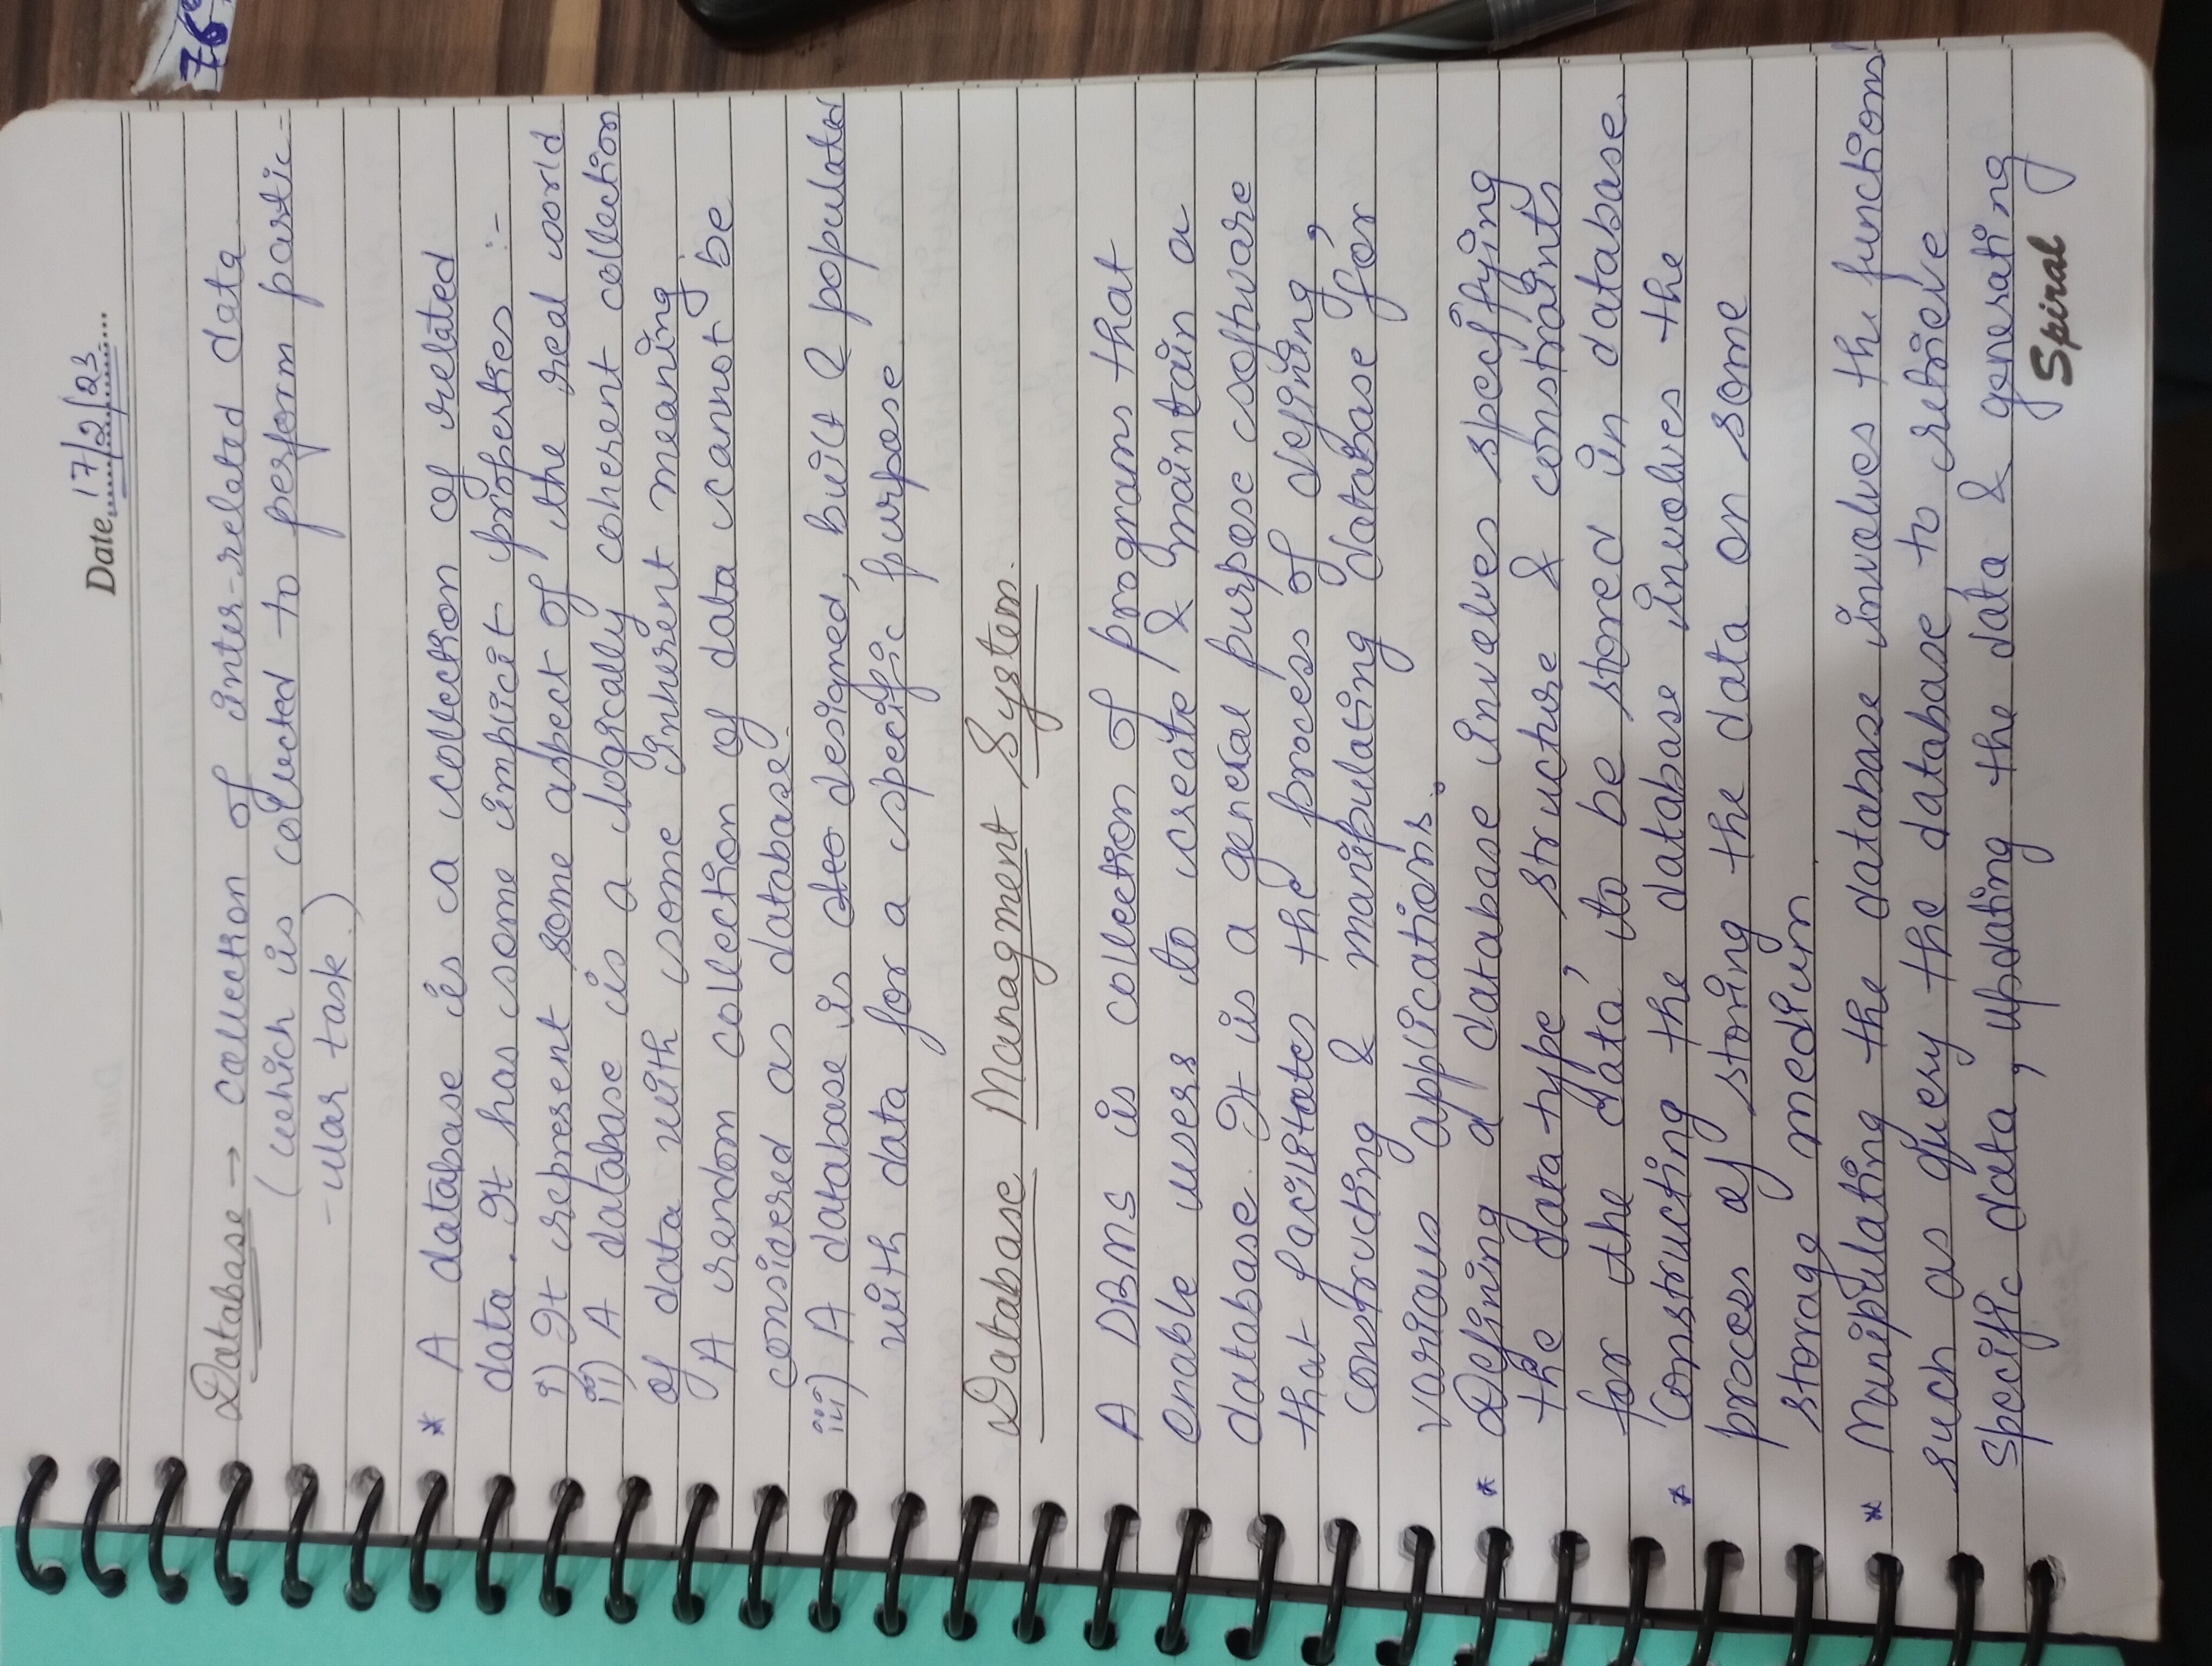 Date 17/2/23
76
Database → Collection of inter-related data
(which is collected to perform partic-
-ular task.)
* A database is a collection of related
data. It has some implicit properties :-
i) It represent some aspect of the real world
ii) A database is a logically coherent collection
of data with some inherent meaning.
A random collection of data cannot be
considered as database.
iii) A database is designed, built & populated
with data for a specific purpose.
Database Managment System.
A DBMS is collection of programs that
enable users to create & maintain a
database. It is a general purpose software
that facilitates the process of defining,
constructing & manipulating database for
various applications.
* Defining a database involves specifying
the data type, structure & constraints
for the data to be stored in database.
* Constructing the database involves the
process of storing the data on some
storage medium.
* Manipulating the database involves the functions
such as query the database, to retrieve
specific data, updating the data & generating
Spiral